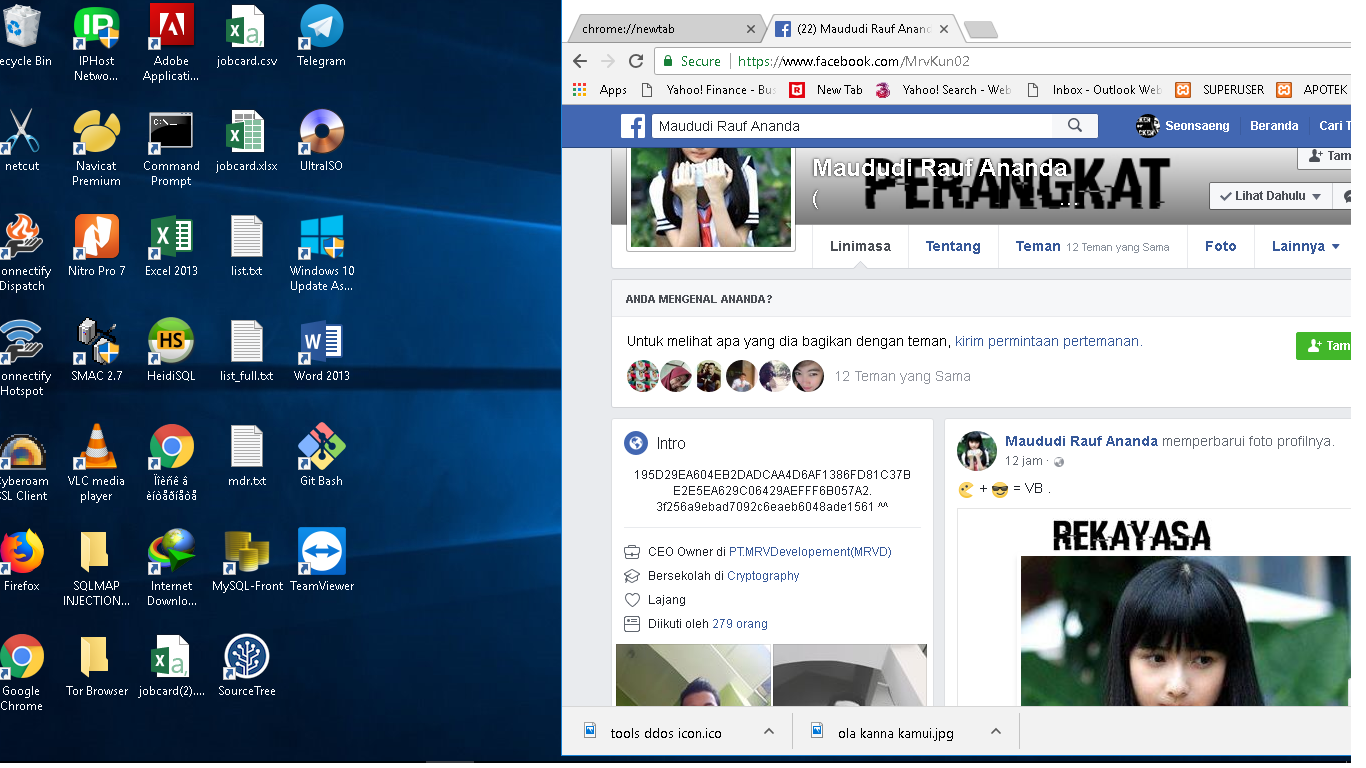 ecycle Bin
IPHost
Netwo...
Adobe
Applicati...
jobcard.csv
Telegram
netcut
Navicat
Premium
Command
Prompt
jobcard.xlsx
UltraISO
onnectify
Dispatch
Nitro Pro 7
Excel 2013
list.txt
Windows 10
Update As...
onnectify
Hotspot
SMAC 2.7
HeidiSQL
list_full.txt
Word 2013
yberoam
SL Client
VLC media
player
Ïîèñê â
èíòåðíåòå
mdr.txt
Git Bash
Firefox
SQLMAP
INJECTION...
Internet
Downlo...
MySQL-Front
TeamViewer
Google
Chrome
Tor Browser
jobcard(2)....
SourceTree
chrome://newtab
(22) Maududi Rauf Anand
Secure https://www.facebook.com/MrvKun02
Apps Yahoo! Finance - Bus New Tab Yahoo! Search - Web Inbox - Outlook Web SUPERUSER APOTEK
Maududi Rauf Ananda Seonsaeng Beranda Cari T
Maududi Rauf Ananda
PERANGKAT
( ...
Tam
Lihat Dahulu
Linimasa Tentang Teman 12 Teman yang Sama Foto Lainnya
ANDA MENGENAL ANANDA?
Untuk melihat apa yang dia bagikan dengan teman, kirim permintaan pertemanan.
Tam
12 Teman yang Sama
Intro
195D29EA604EB2DADCAA4D6AF1386FD81C37B
E2E5EA629C06429AEFFF6B057A2.
3f256a9ebad7092c6eaeb6048ade1561 ^^
CEO Owner di PT.MRVDevelopement(MRVD)
Bersekolah di Cryptography
Lajang
Diikuti oleh 279 orang
Maududi Rauf Ananda memperbarui foto profilnya.
12 jam ·
+ = VB .
REKAYASA
tools ddos icon.ico
ola kanna kamui.jpg